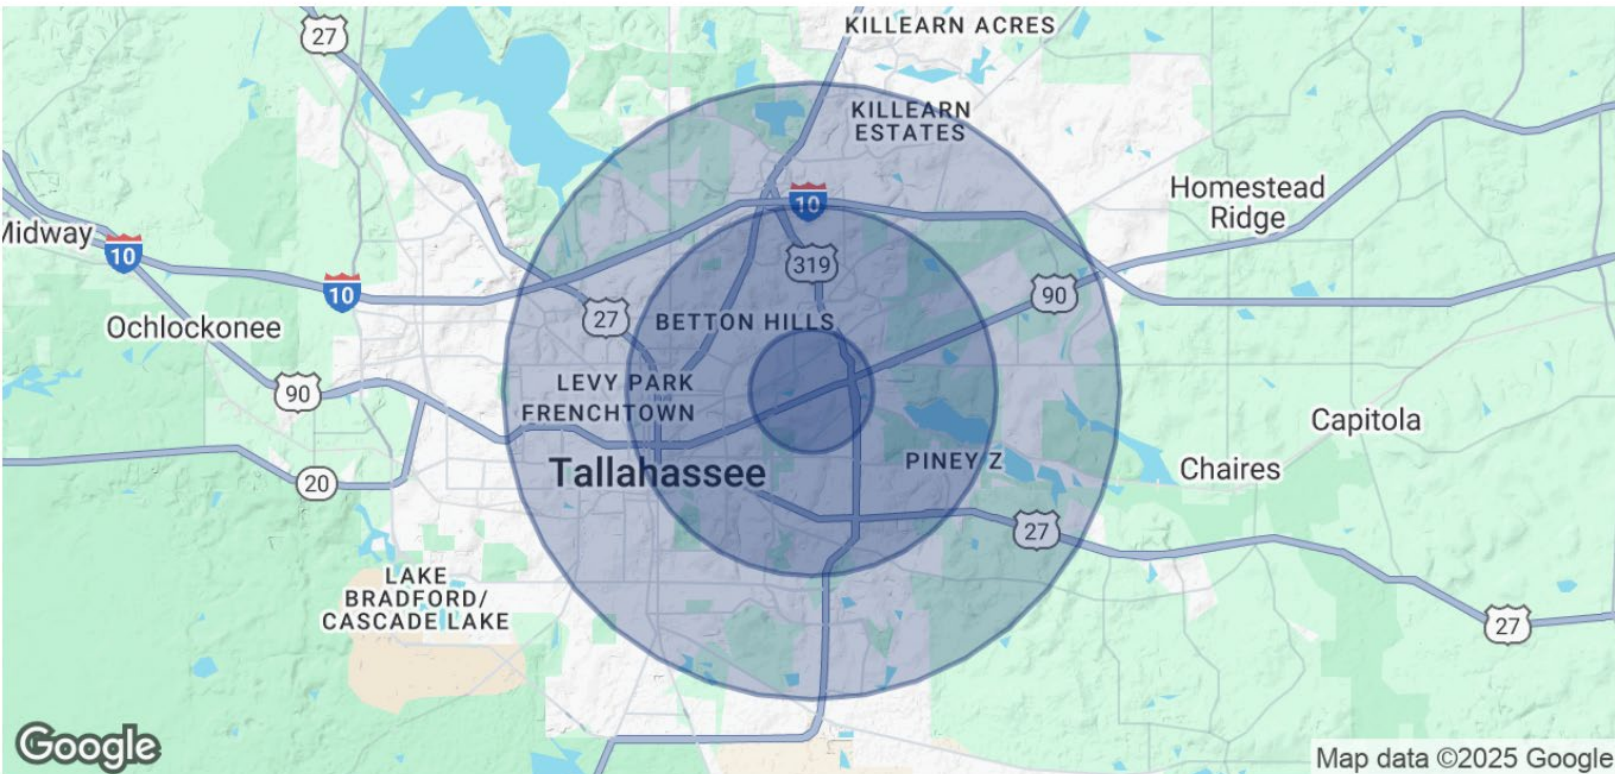 KILLEARN ACRES
27
KILLEARN
ESTATES
10
Homestead
Ridge
Midway
10
319
10
90
27
BETTON HILLS
Ochlockonee
90
LEVY PARK
FRENCHTOWN
Capitola
PINEY Z
Tallahassee
Chaires
20
27
LAKE
BRADFORD/
CASCADE LAKE
27
Google
Map data ©2025 Google